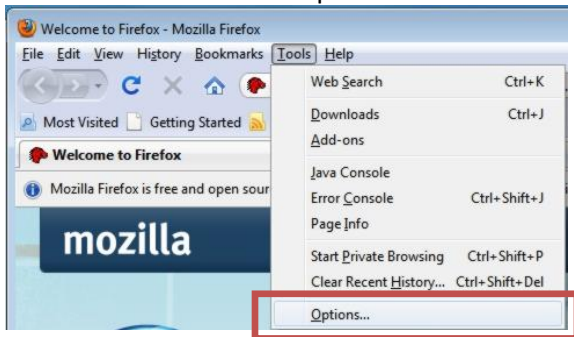 Welcome to Firefox - Mozilla Firefox
File Edit View History Bookmarks Tools Help
Web Search Ctrl+K
Most Visited Getting Started
Downloads Ctrl+J
Add-ons
Welcome to Firefox
Java Console
Mozilla Firefox is free and open sour
Error Console Ctrl+Shift+J
Page Info
mozilla
Start Private Browsing Ctrl+Shift+P
Clear Recent History... Ctrl+Shift+Del
Options...